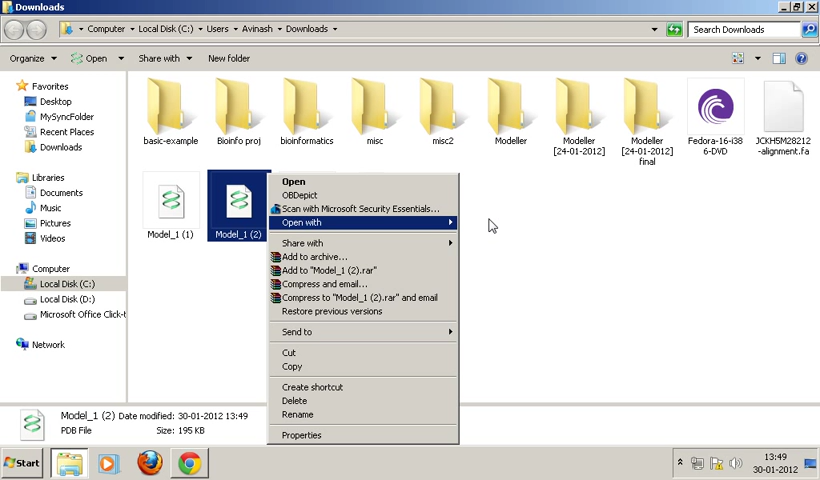 Downloads
Computer ▸ Local Disk (C:) ▸ Users ▸ Avinash ▸ Downloads ▸
Search Downloads
Organize
Open
Share with
New folder
Favorites
Desktop
MySyncFolder
Recent Places
Downloads
Libraries
Documents
Music
Pictures
Videos
Computer
Local Disk (C:)
Local Disk (D:)
Microsoft Office Click-t
Network
basic-example
Bioinfo proj
bioinformatics
misc
misc2
Modeller
Modeller
[24-01-2012]
Modeller
[24-01-2012]
final
Fedora-16-i38
6-DVD
JCKH5M28212
-alignment.fa
Model_1 (1)
Model_1 (2)
Open
OBDepict
Scan with Microsoft Security Essentials...
Open with
Share with
Add to archive...
Add to "Model_1 (2).rar"
Compress and email...
Compress to "Model_1 (2).rar" and email
Restore previous versions
Send to
Cut
Copy
Create shortcut
Delete
Rename
Properties
Model_1 (2) Date modified: 30-01-2012 13:49
PDB File Size: 195 KB
Start
13:49
30-01-2012